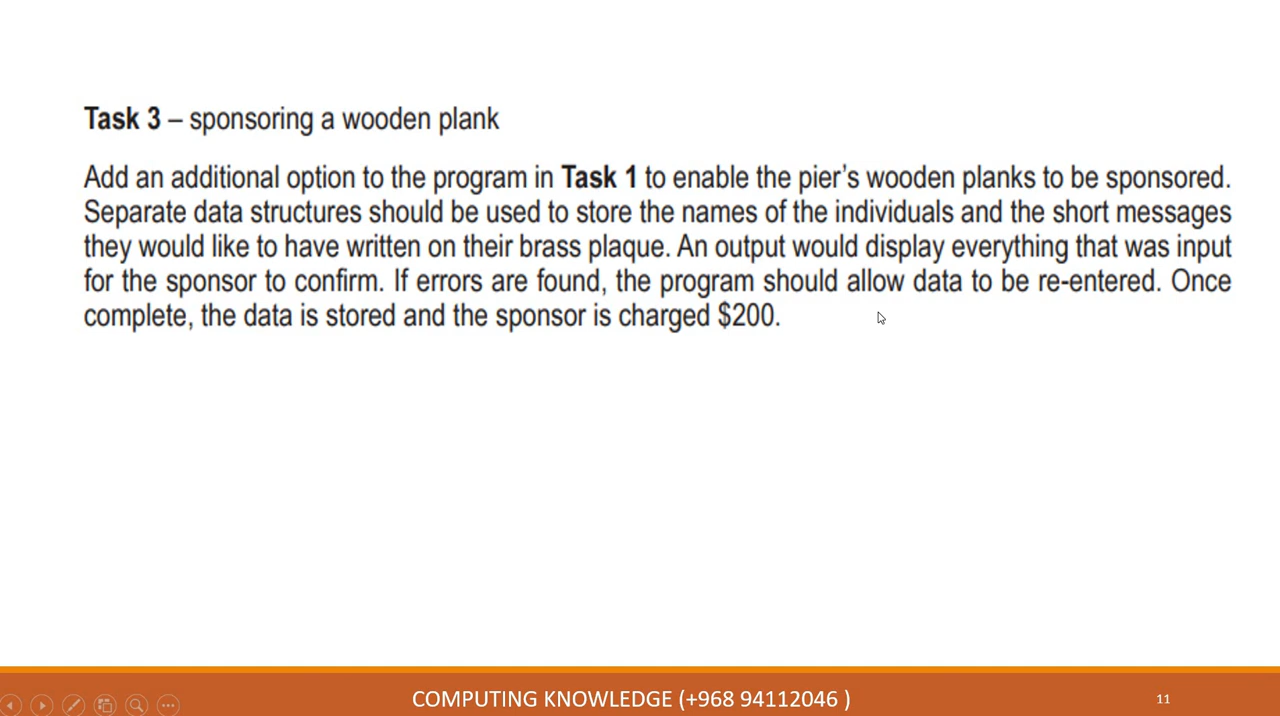 Task 3 – sponsoring a wooden plank
Add an additional option to the program in Task 1 to enable the pier's wooden planks to be sponsored.
Separate data structures should be used to store the names of the individuals and the short messages
they would like to have written on their brass plaque. An output would display everything that was input
for the sponsor to confirm. If errors are found, the program should allow data to be re-entered. Once
complete, the data is stored and the sponsor is charged $200.
COMPUTING KNOWLEDGE (+968 94112046 )
11